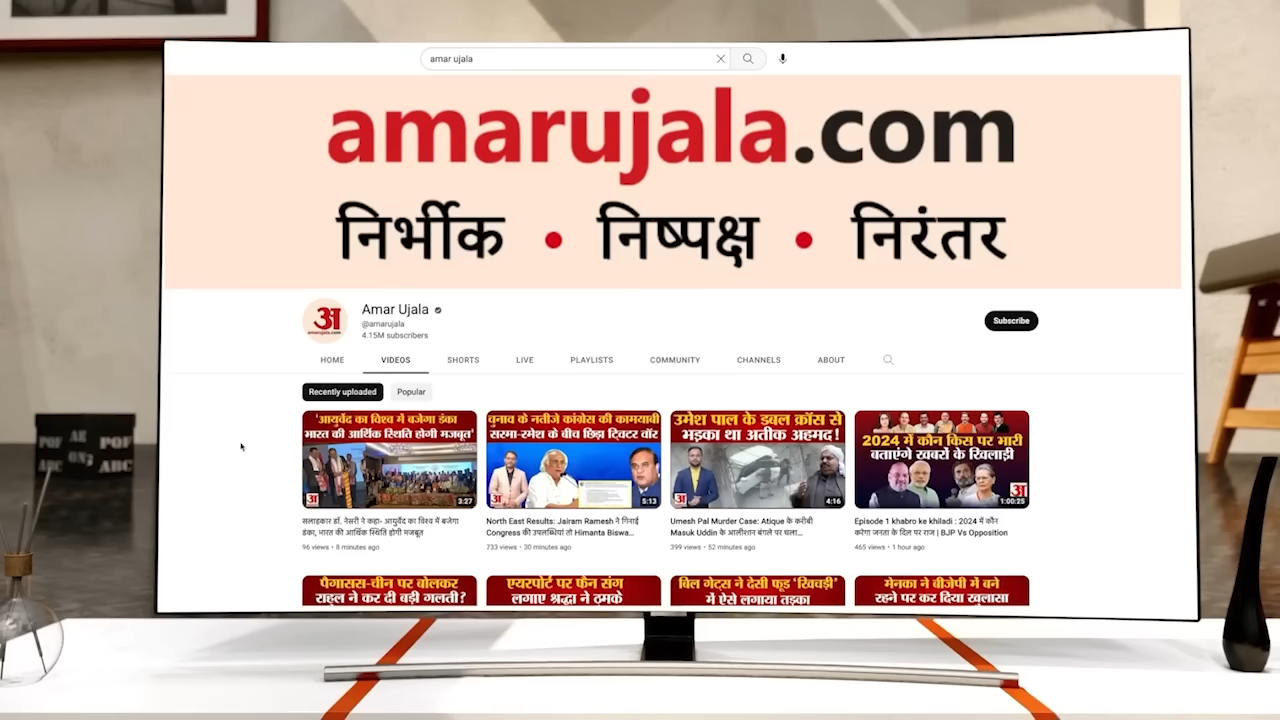 amar ujala
amarujala.com
निर्भीक • निष्पक्ष • निरंतर
अ
amarujala.com
Amar Ujala
@amarujala
4.15M subscribers
Subscribe
HOME VIDEOS SHORTS LIVE PLAYLISTS COMMUNITY CHANNELS ABOUT
Recently uploaded Popular
'आयुर्वेद का विश्व में बजेगा डंका
भारत की आर्थिक स्थिति होगी मजबूत'
अ
3:27
सलाहकार डॉ. नेसरी ने कहा- आयुर्वेद का विश्व में बजेगा
डंका, भारत की आर्थिक स्थिति होगी मजबूत
96 views • 8 minutes ago
चुनाव के नतीजे कांग्रेस की कामयाबी
सरमा-रमेश के बीच छिड़ा ट्विटर वॉर
अ
5:13
North East Results: Jairam Ramesh ने गिनाई
Congress की उपलब्धियां तो Himanta Biswa...
733 views • 30 minutes ago
उमेश पाल के डबल क्रॉस से
भड़का था अतीक अहमद!
अ
4:16
Umesh Pal Murder Case: Atique के करीबी
Masuk Uddin के आलीशान बंगले पर चला...
399 views • 52 minutes ago
2024 में कौन किस पर भारी
बताएंगे खबरों के खिलाड़ी
अ
1:00:25
Episode 1 khabro ke khiladi : 2024 में कौन
करेगा जनता के दिल पर राज | BJP Vs Opposition
465 views • 1 hour ago
पैगासस-चीन पर बोलकर
राहुल ने कर दी बड़ी गलती?
एयरपोर्ट पर फैन संग
लगाए श्रद्धा ने ठुमके
बिल गेट्स ने देसी फूड 'खिचड़ी'
में ऐसे लगाया तड़का
मेनका ने बीजेपी में बने
रहने पर कर दिया खुलासा